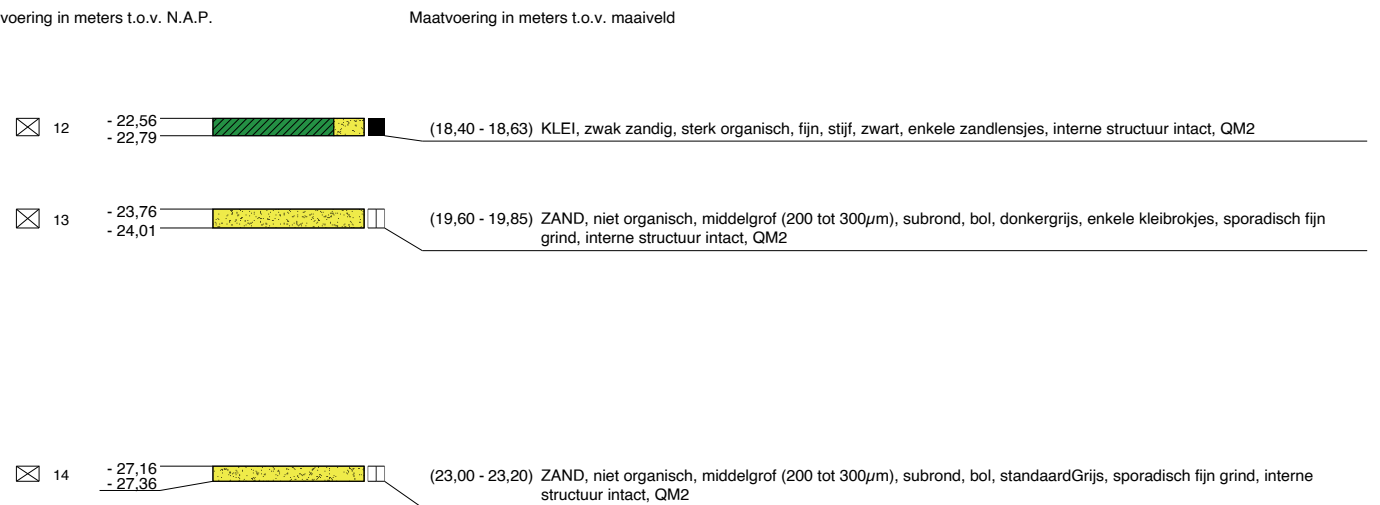 voering in meters t.o.v. N.A.P. Maatvoering in meters t.o.v. maaiveld
12 - 22,56 (18,40 - 18,63) KLEI, zwak zandig, sterk organisch, fijn, stijf, zwart, enkele zandlensjes, interne structuur intact, QM2
- 22,79
13 - 23,76 (19,60 - 19,85) ZAND, niet organisch, middelgrof (200 tot 300µm), subrond, bol, donkergrijs, enkele kleibrokjes, sporadisch fijn
- 24,01 grind, interne structuur intact, QM2
14 - 27,16 (23,00 - 23,20) ZAND, niet organisch, middelgrof (200 tot 300µm), subrond, bol, standaardGrijs, sporadisch fijn grind, interne
- 27,36 structuur intact, QM2